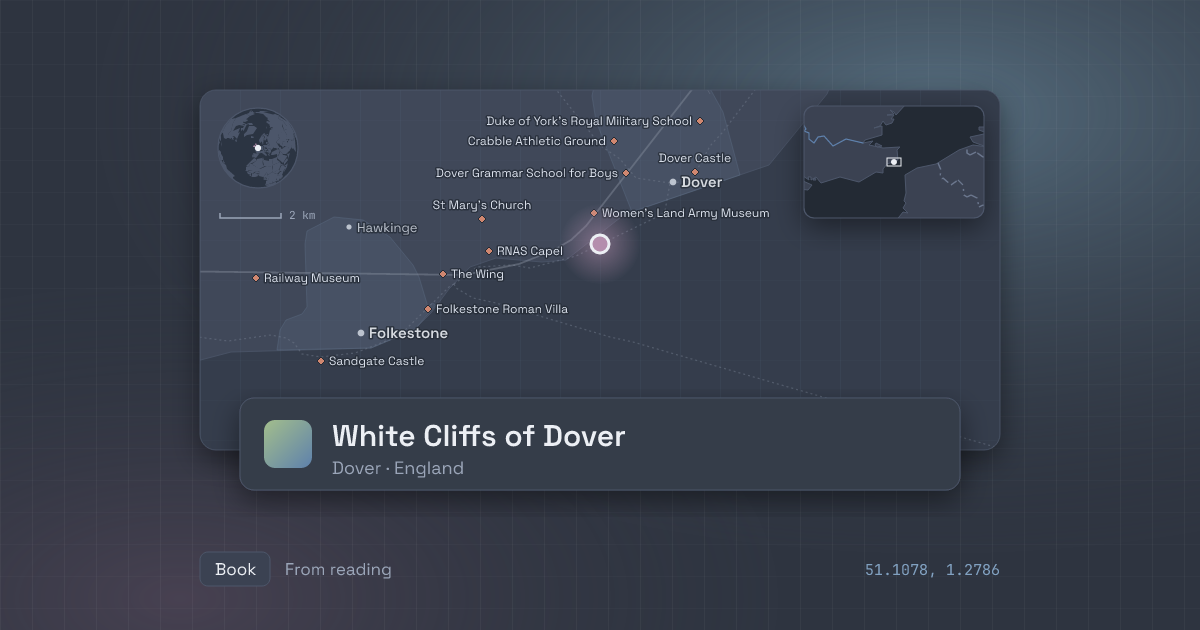 Duke of York's Royal Military School
Crabble Athletic Ground
Dover Castle
Dover Grammar School for Boys
Dover
St Mary's Church
Women's Land Army Museum
2 km
Hawkinge
RNAS Capel
The Wing
Railway Museum
Folkestone Roman Villa
Folkestone
Sandgate Castle
White Cliffs of Dover
Dover · England
Book
From reading
51.1078, 1.2786